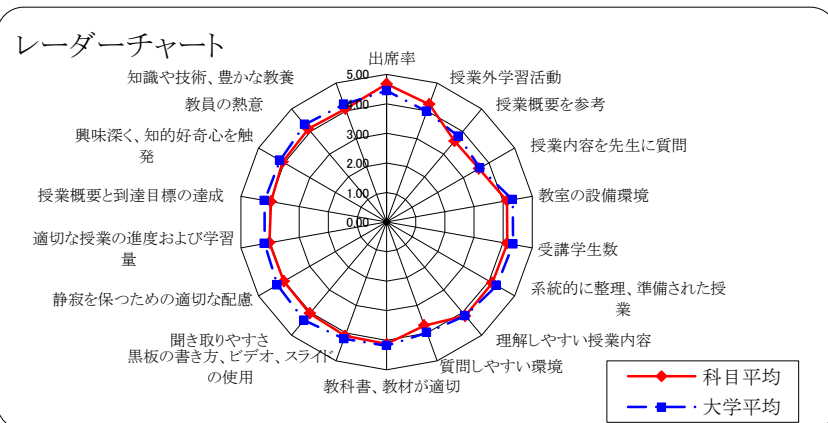 レーダーチャート
出席率
授業外学習活動
授業概要を参考
授業内容を先生に質問
教室の設備環境
受講学生数
系統的に整理、準備された授
業
理解しやすい授業内容
質問しやすい環境
教科書、教材が適切
黒板の書き方、ビデオ、スライド
の使用
聞き取りやすさ
静寂を保つための適切な配慮
適切な授業の進度および学習
量
授業概要と到達目標の達成
興味深く、知的好奇心を触
発
教員の熱意
知識や技術、豊かな教養
5.00
4.00
3.00
2.00
1.00
0.00
科目平均
大学平均